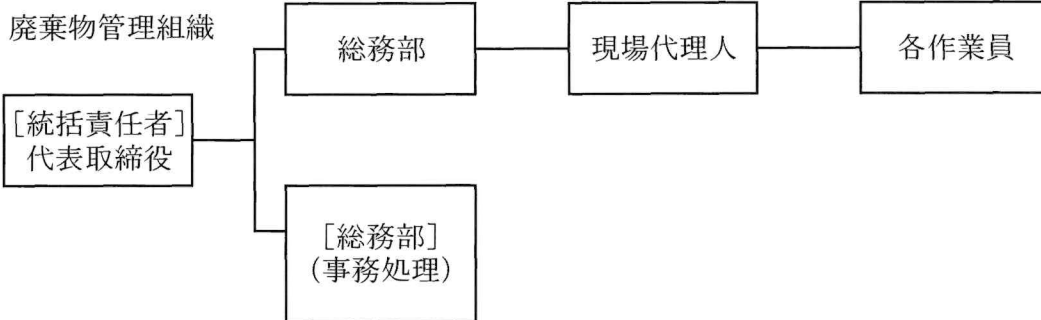 廃棄物管理組織
総務部
現場代理人
各作業員
［統括責任者］
代表取締役
［総務部］
（事務処理）